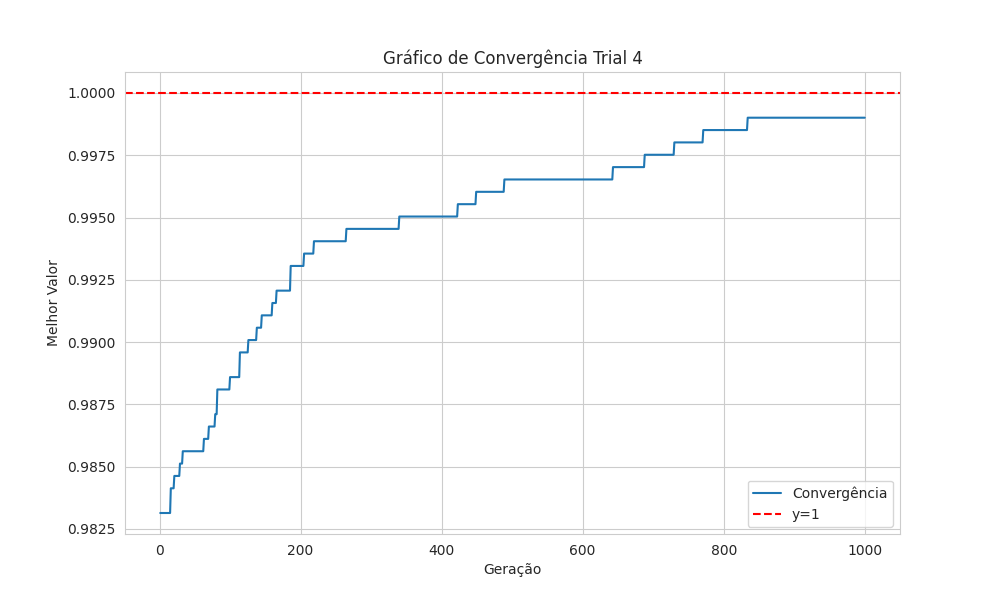 Gráfico de Convergência Trial 4
1.0000
0.9975
0.9950
0.9925
0.9900
0.9875
0.9850
0.9825
Melhor Valor
0 200 400 600 800 1000
Geração
Convergência
y=1